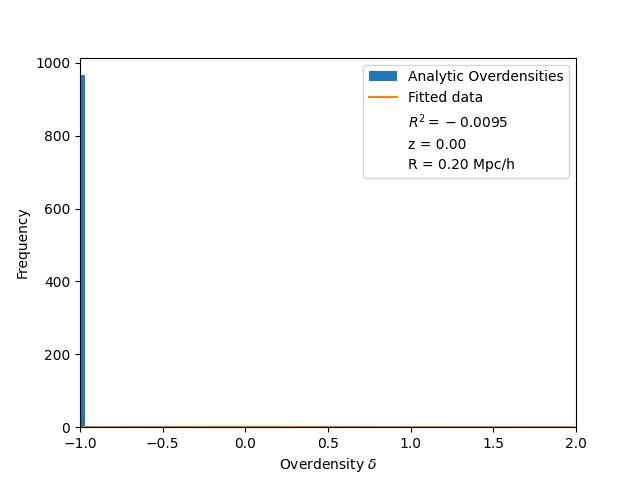 1000
800
600
400
200
0
Frequency
−1.0 −0.5 0.0 0.5 1.0 1.5 2.0
Overdensity δ
Analytic Overdensities
Fitted data
R² = − 0.0095
z = 0.00
R = 0.20 Mpc/h